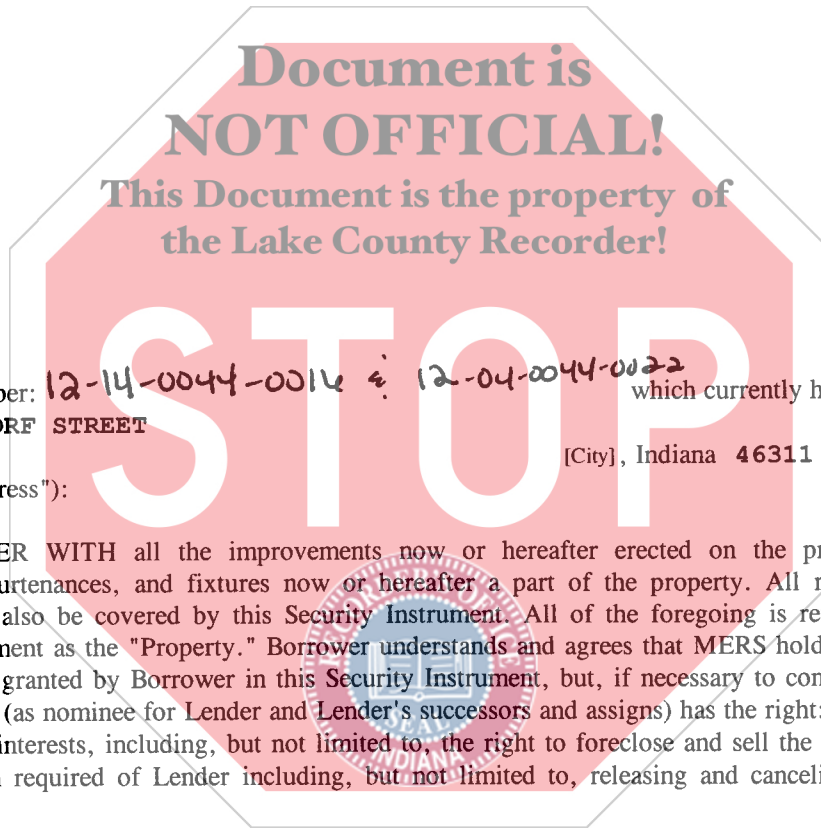 Document is
NOT OFFICIAL!
This Document is the property of
the Lake County Recorder!
STOP
ber: 12-14-0044-0016 & 12-04-0044-0022 which currently h
ORF STREET
[City], Indiana 46311
ress"):
ER WITH all the improvements now or hereafter erected on the pr
urtenances, and fixtures now or hereafter a part of the property. All r
also be covered by this Security Instrument. All of the foregoing is re
ment as the "Property." Borrower understands and agrees that MERS hold
granted by Borrower in this Security Instrument, but, if necessary to con
(as nominee for Lender and Lender's successors and assigns) has the right:
interests, including, but not limited to, the right to foreclose and sell the
n required of Lender including, but not limited to, releasing and canceli
SEAL
INDIANA